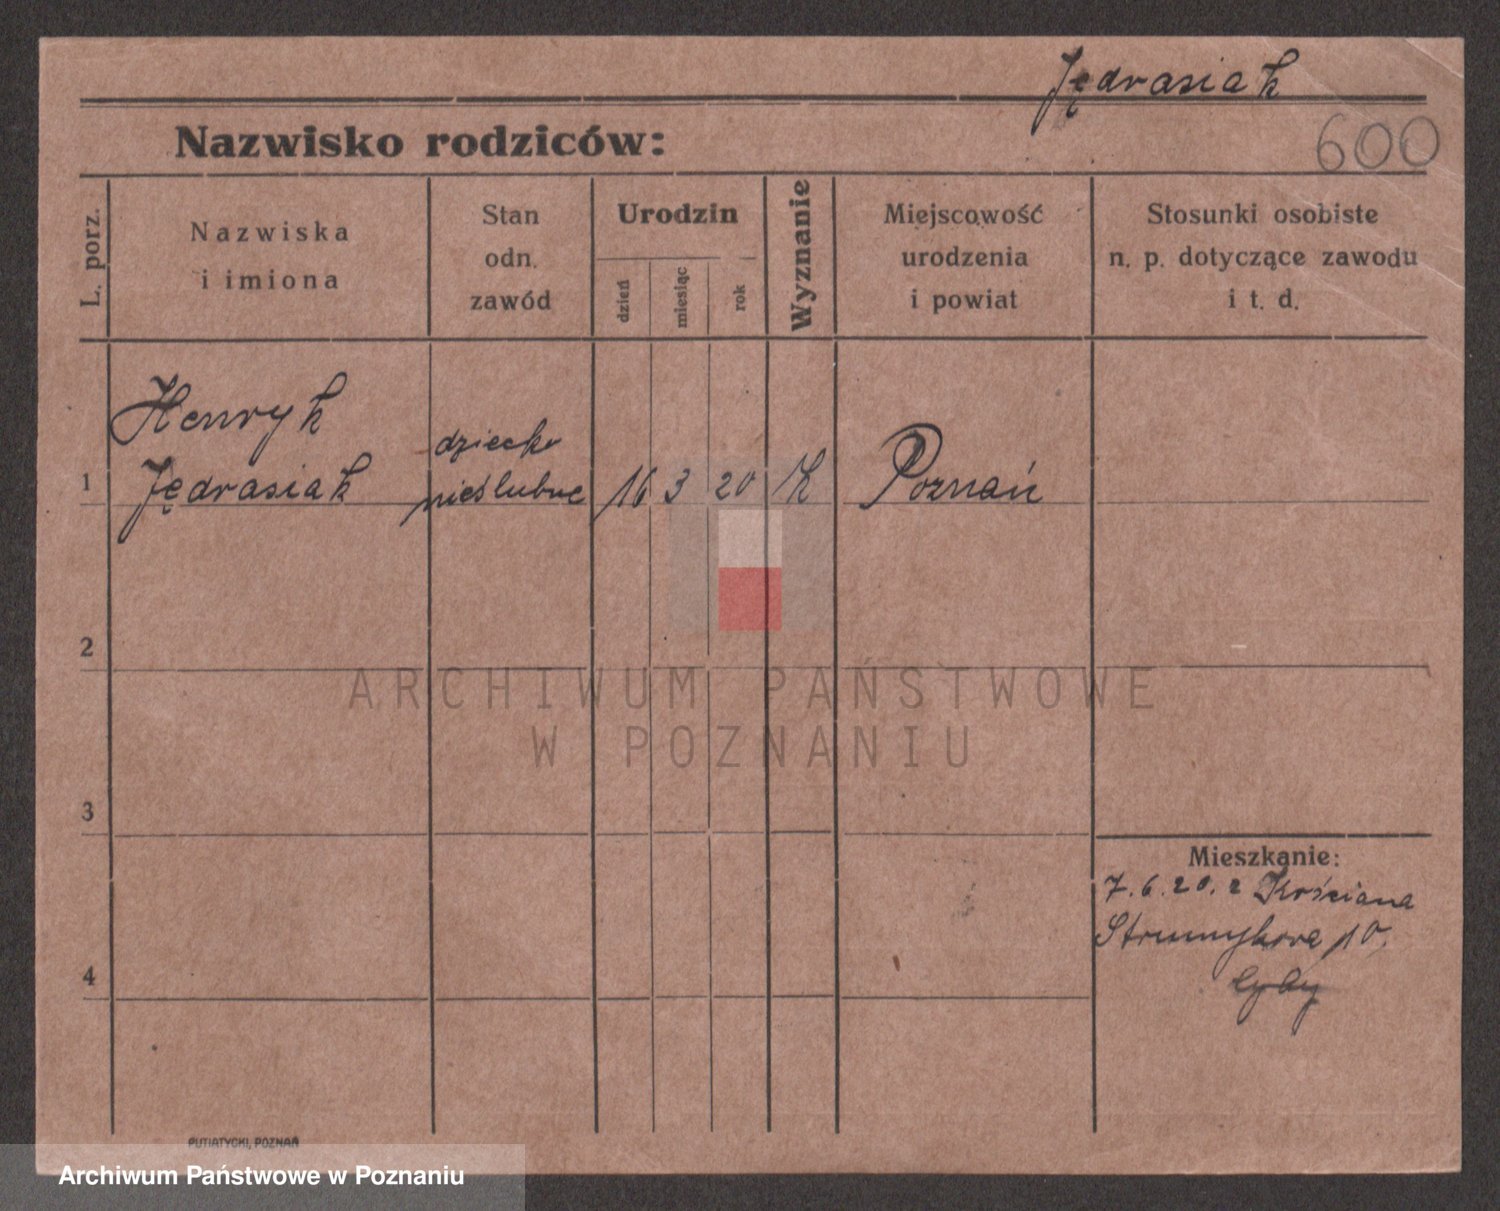 Jędrasiak
Nazwisko rodziców:
600
L. porz.
Nazwiska
i imiona
Stan
odn.
zawód
Urodzin
dzień
miesiąc
rok
Wyznanie
Miejscowość
urodzenia
i powiat
Stosunki osobiste
n. p. dotyczące zawodu
i t. d.
Henryk
dziecko
1 Jędrasiak nieślubne 16 3 20 K Poznań
2
ARCHIWUM PAŃSTWOWE
W POZNANIU
3
Mieszkanie:
7.6.20. z Kościana
4 Strumykowa 10.
PUTIATYCKI, POZNAŃ
Archiwum Państwowe w Poznaniu